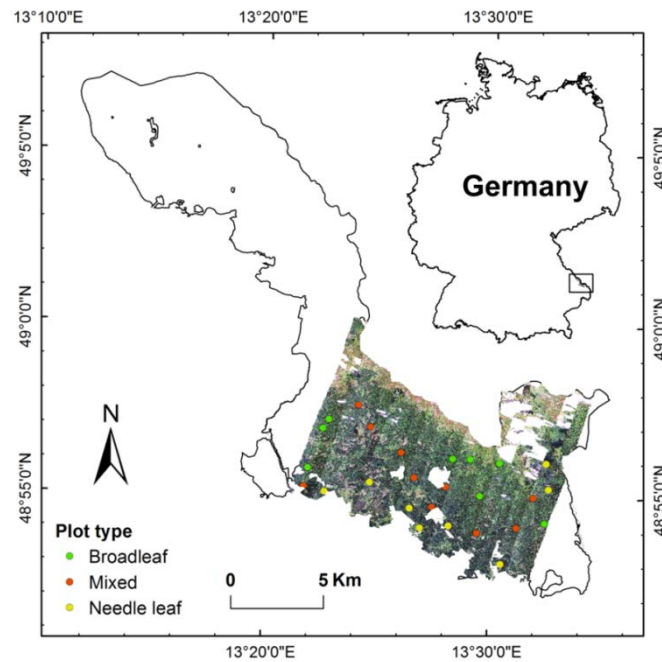 13°10'0"E 13°20'0"E 13°30'0"E
49°5'0"N
49°0'0"N
48°55'0"N
49°5'0"N
49°0'0"N
48°55'0"N
Germany
N
Plot type
Broadleaf
Mixed
Needle leaf
0 5 Km
13°20'0"E 13°30'0"E